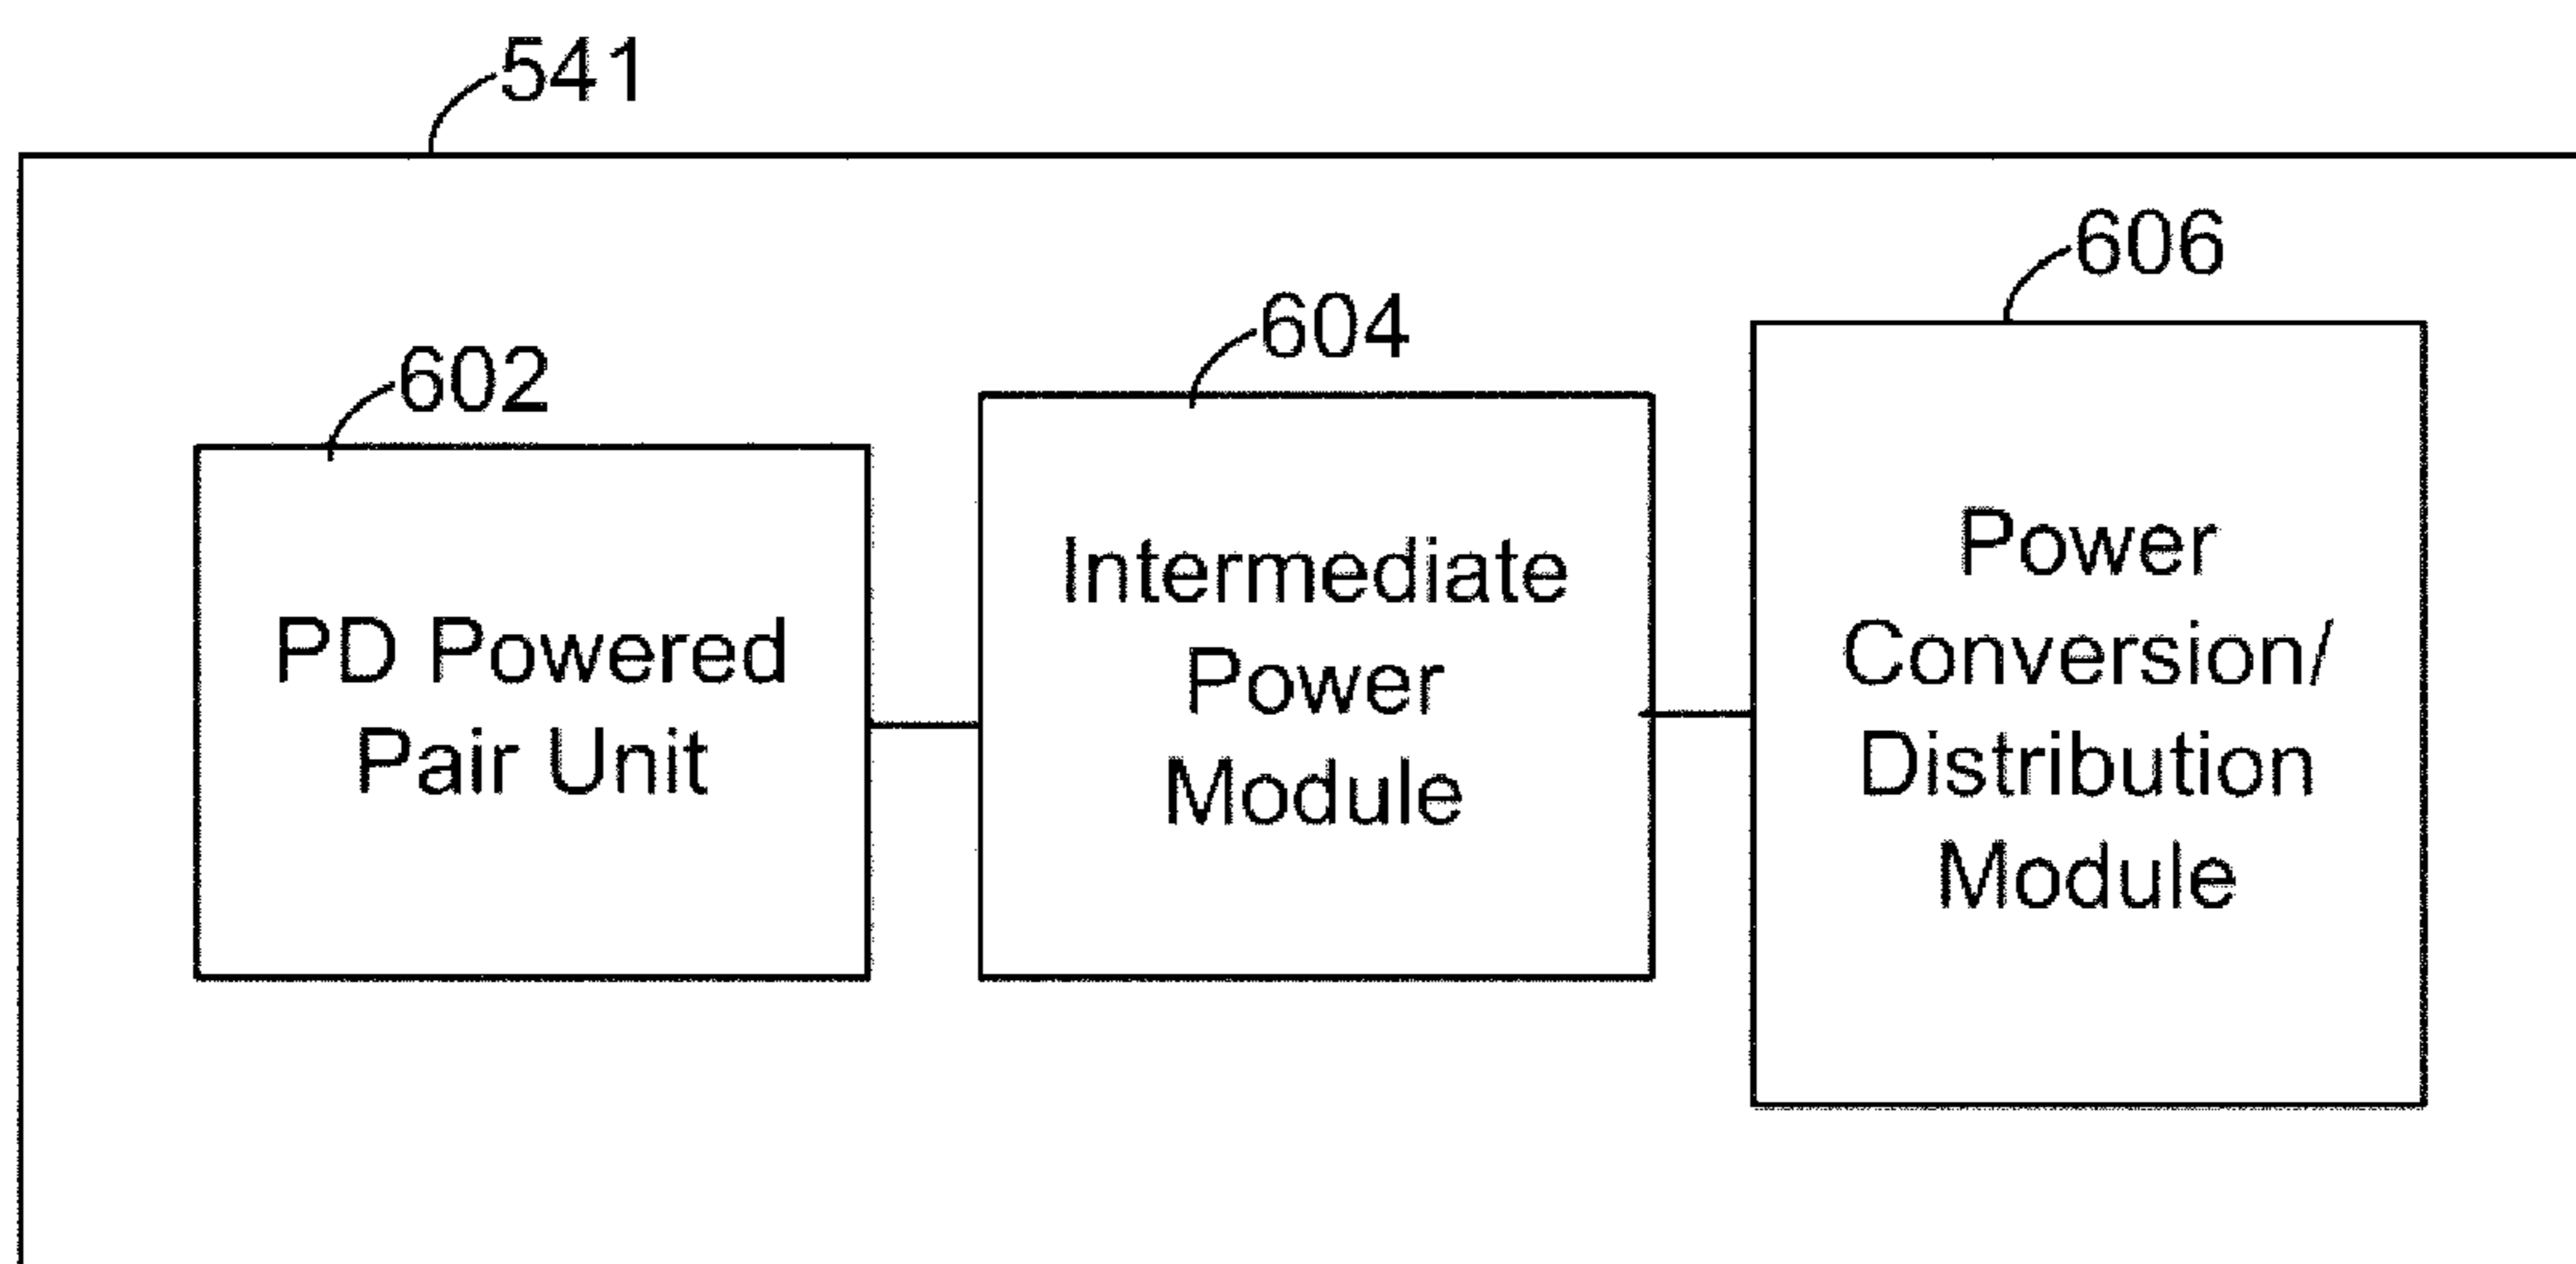 541
606
604
602
PD Powered
Pair Unit
Intermediate
Power
Module
Power
Conversion/
Distribution
Module